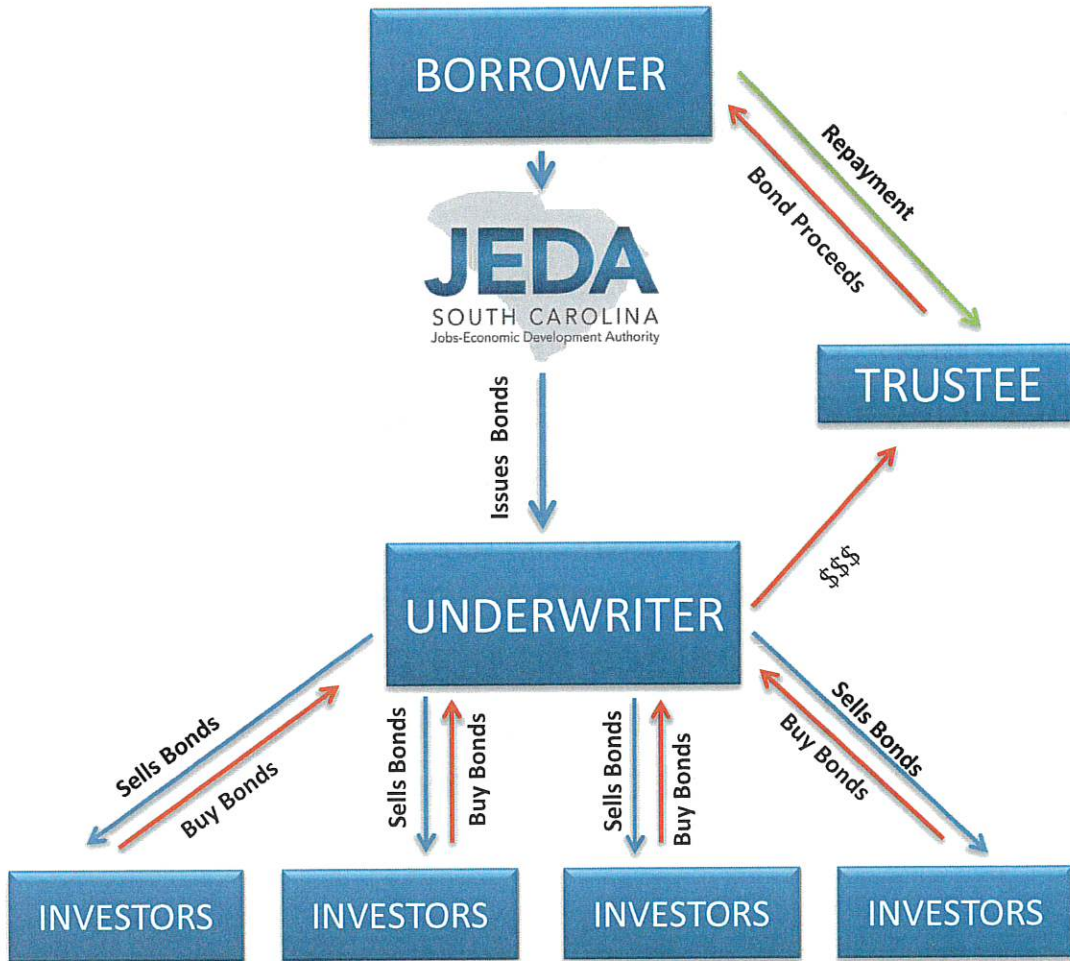 BORROWER
Repayment
Bond Proceeds
JEDA
SOUTH CAROLINA
Jobs-Economic Development Authority
TRUSTEE
Issues Bonds
$$$
UNDERWRITER
Sells Bonds
Buy Bonds
Sells Bonds
Buy Bonds
Sells Bonds
Buy Bonds
Sells Bonds
Buy Bonds
INVESTORS
INVESTORS
INVESTORS
INVESTORS